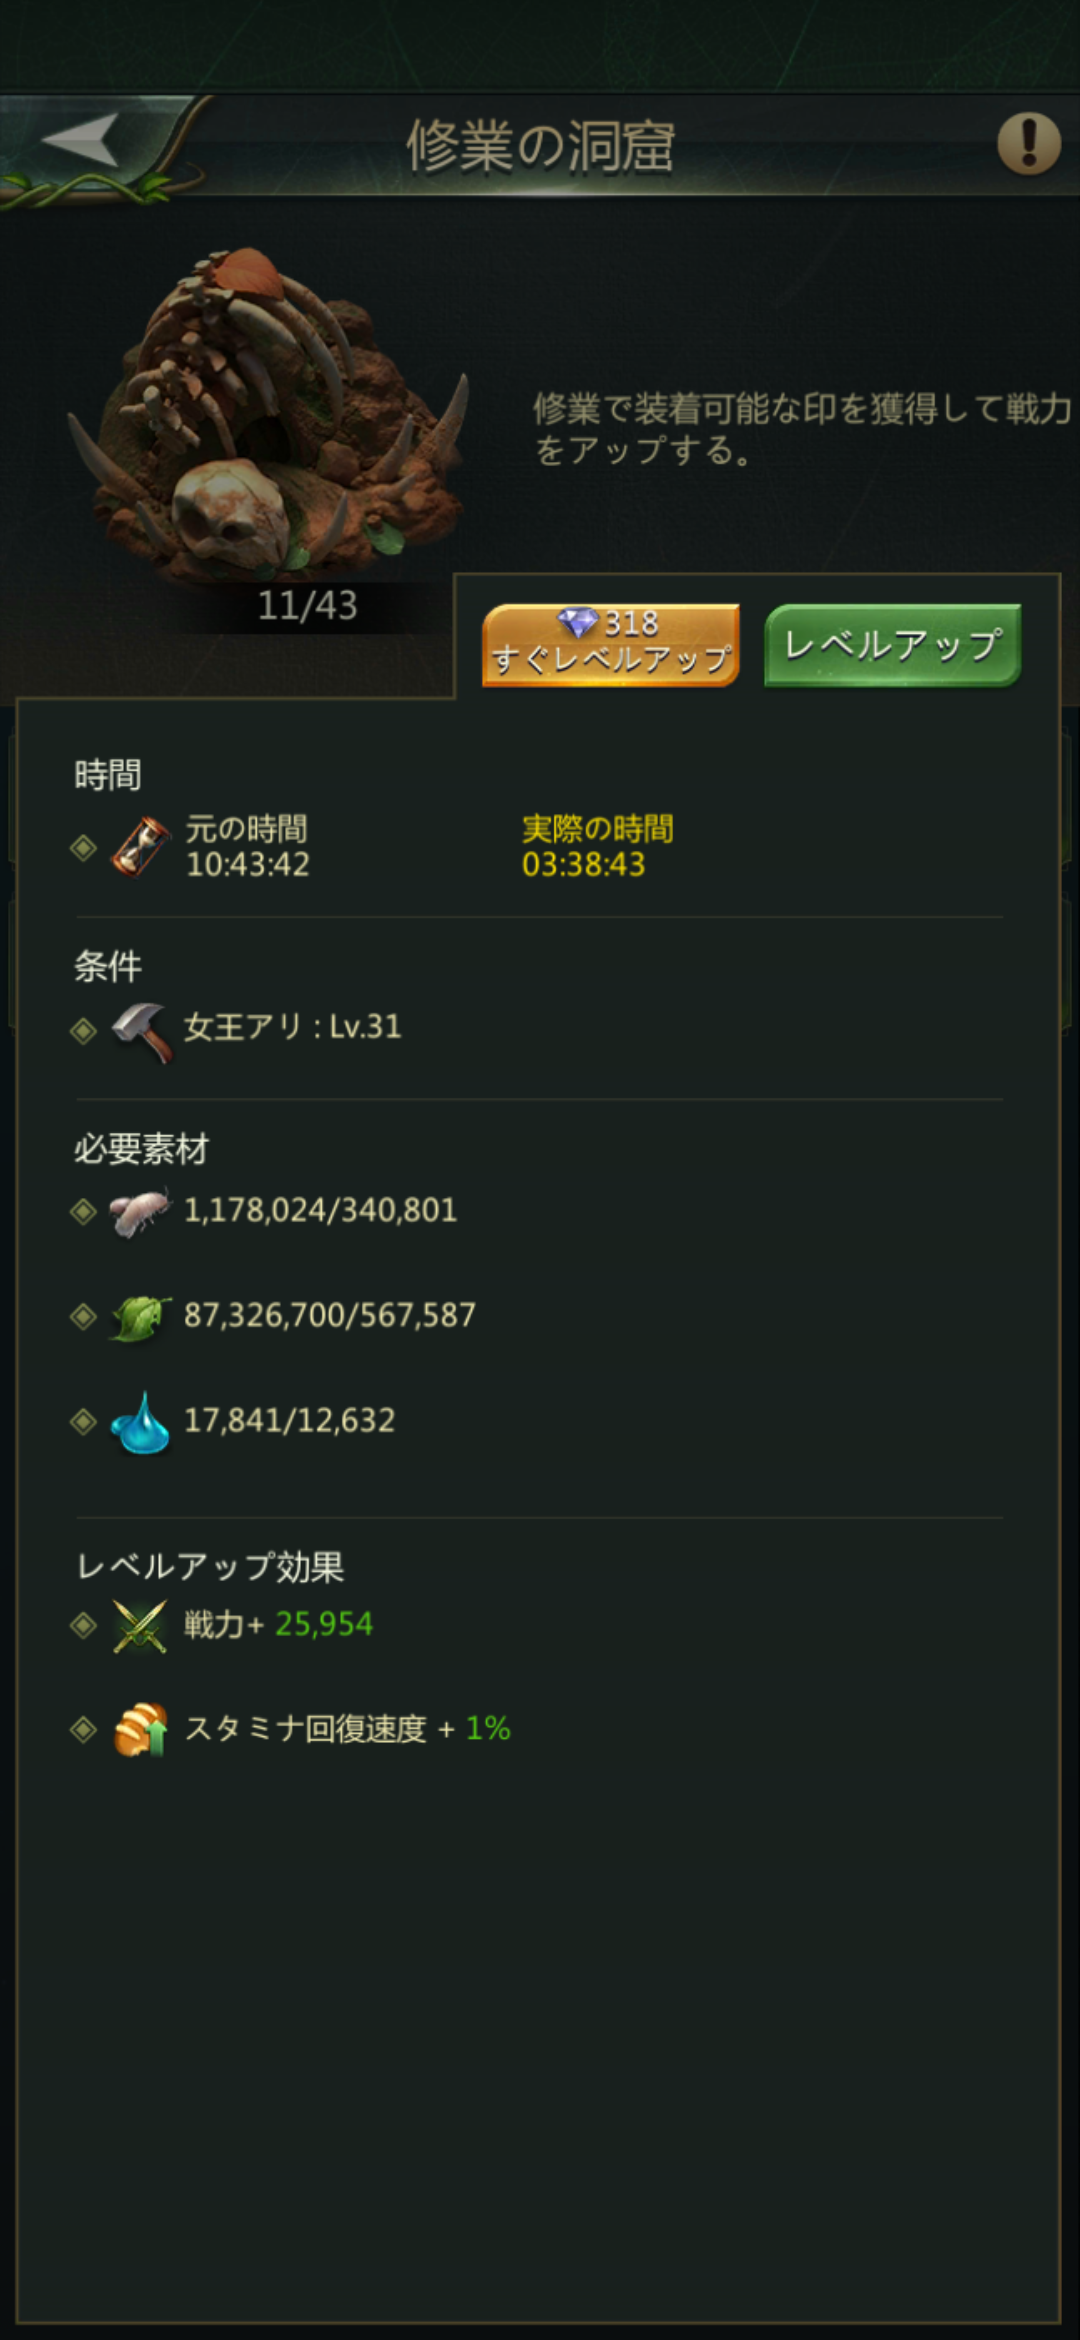 修業の洞窟
修業で装着可能な印を獲得して戦力
をアップする。
11/43
318
すぐレベルアップ
レベルアップ
時間
元の時間
実際の時間
10:43:42
03:38:43
条件
女王アリ : Lv.31
必要素材
1,178,024/340,801
87,326,700/567,587
17,841/12,632
レベルアップ効果
戦力+ 25,954
スタミナ回復速度 + 1%